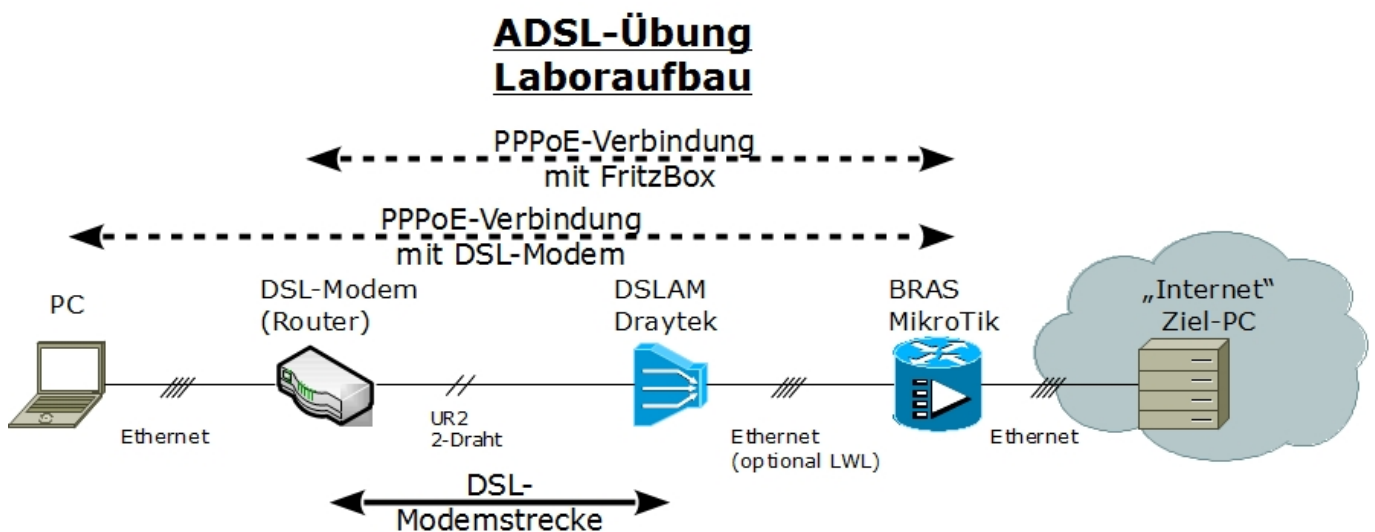 ADSL-Übung
Laboraufbau
PPPoE-Verbindung
mit FritzBox
PPPoE-Verbindung
mit DSL-Modem
PC
DSL-Modem
(Router)
DSLAM
Draytek
BRAS
MikroTik
„Internet“
Ziel-PC
Ethernet
UR2
2-Draht
Ethernet
(optional LWL)
Ethernet
DSL-
Modemstrecke